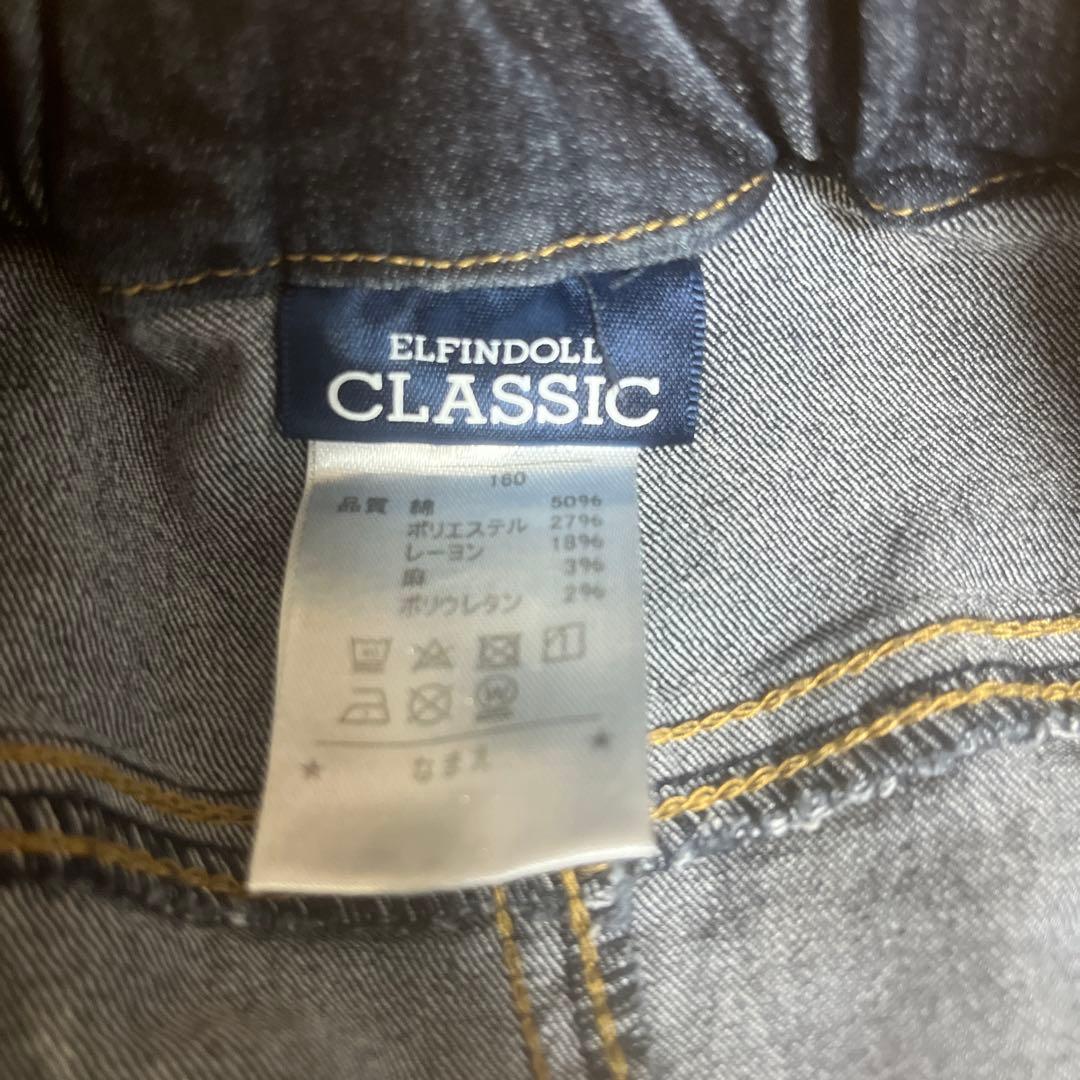 ELFINDOLL
CLASSIC
160
品質 綿 50%
ポリエステル 27%
レーヨン 18%
麻 3%
ポリウレタン 2%
W
なまえ